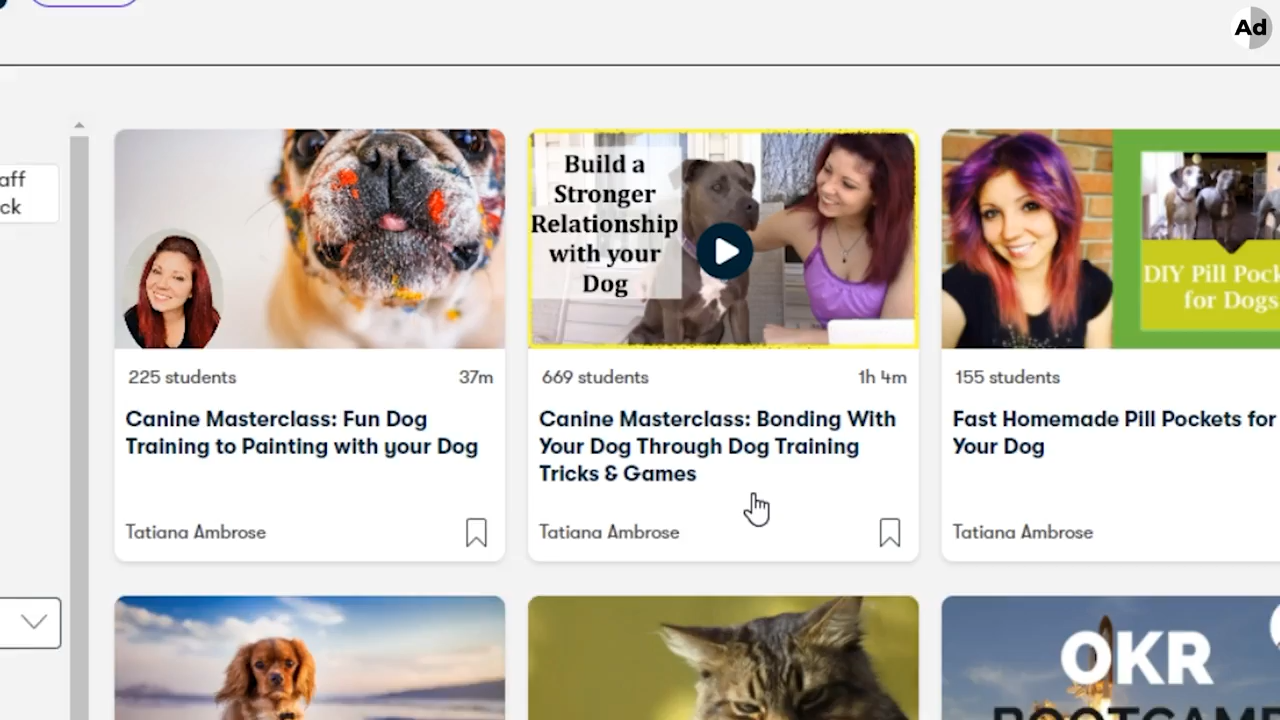 Ad
aff
ck
Build a
Stronger
Relationship
with your
Dog
DIY Pill Pock
for Dogs
225 students 37m
669 students 1h 4m
155 students
Canine Masterclass: Fun Dog
Training to Painting with your Dog
Canine Masterclass: Bonding With
Your Dog Through Dog Training
Tricks & Games
Fast Homemade Pill Pockets for
Your Dog
Tatiana Ambrose
Tatiana Ambrose
Tatiana Ambrose
OKR
BOOTCAMP